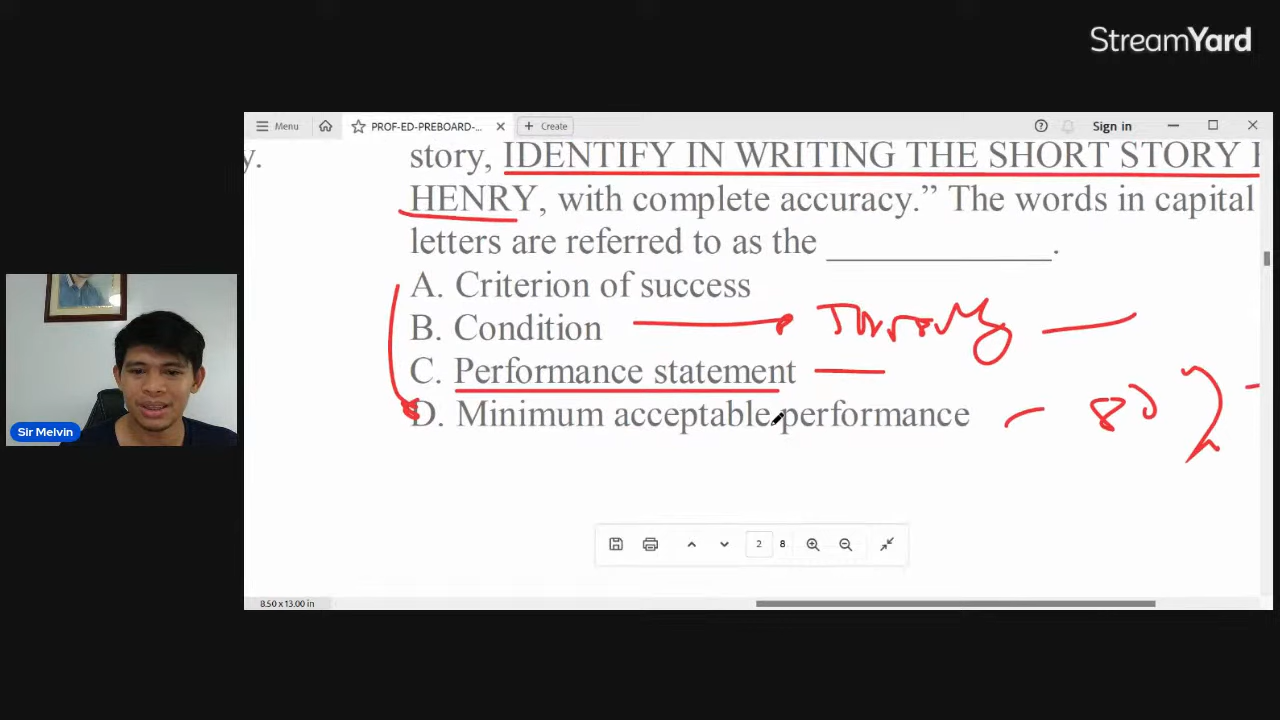 StreamYard
Menu
PROF-ED-PREBOARD-...
Create
Sign in
y.
story, IDENTIFY IN WRITING THE SHORT STORY
HENRY, with complete accuracy.” The words in capital
letters are referred to as the _____________.
A. Criterion of success
B. Condition
C. Performance statement
D. Minimum acceptable performance
80 %
Sir Melvin
2 8
8.50 x 13.00 in